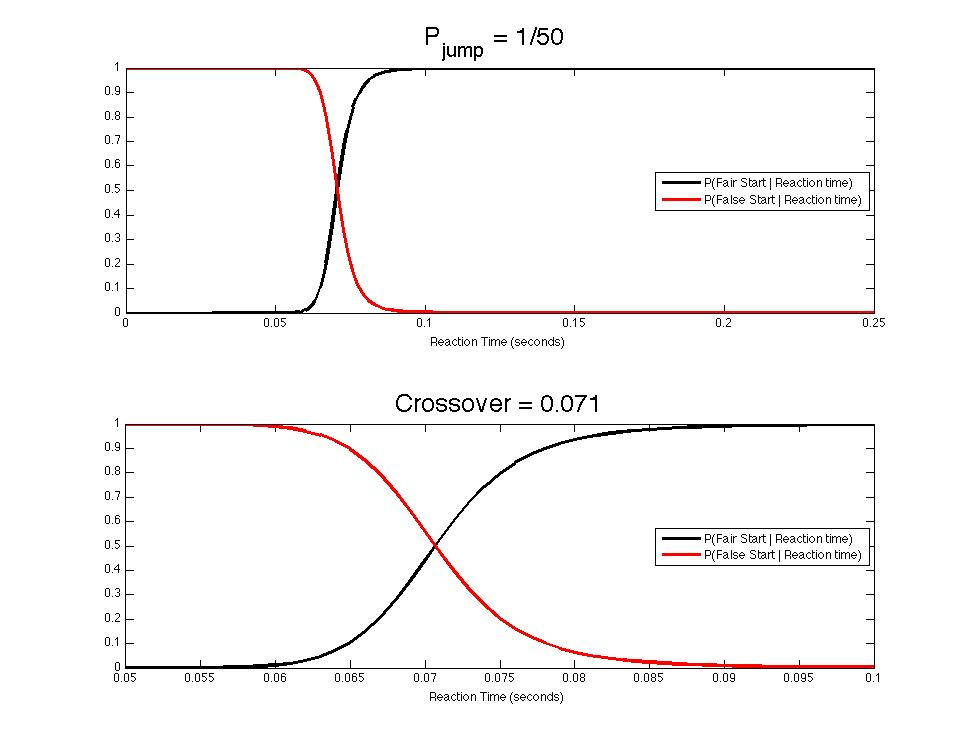 P_jump = 1/50
1
0.9
0.8
0.7
0.6
0.5
0.4
0.3
0.2
0.1
0
P(Fair Start | Reaction time)
P(False Start | Reaction time)
0 0.05 0.1 0.15 0.2 0.25
Reaction Time (seconds)
Crossover = 0.071
1
0.9
0.8
0.7
0.6
0.5
0.4
0.3
0.2
0.1
0
P(Fair Start | Reaction time)
P(False Start | Reaction time)
0.05 0.055 0.06 0.065 0.07 0.075 0.08 0.085 0.09 0.095 0.1
Reaction Time (seconds)